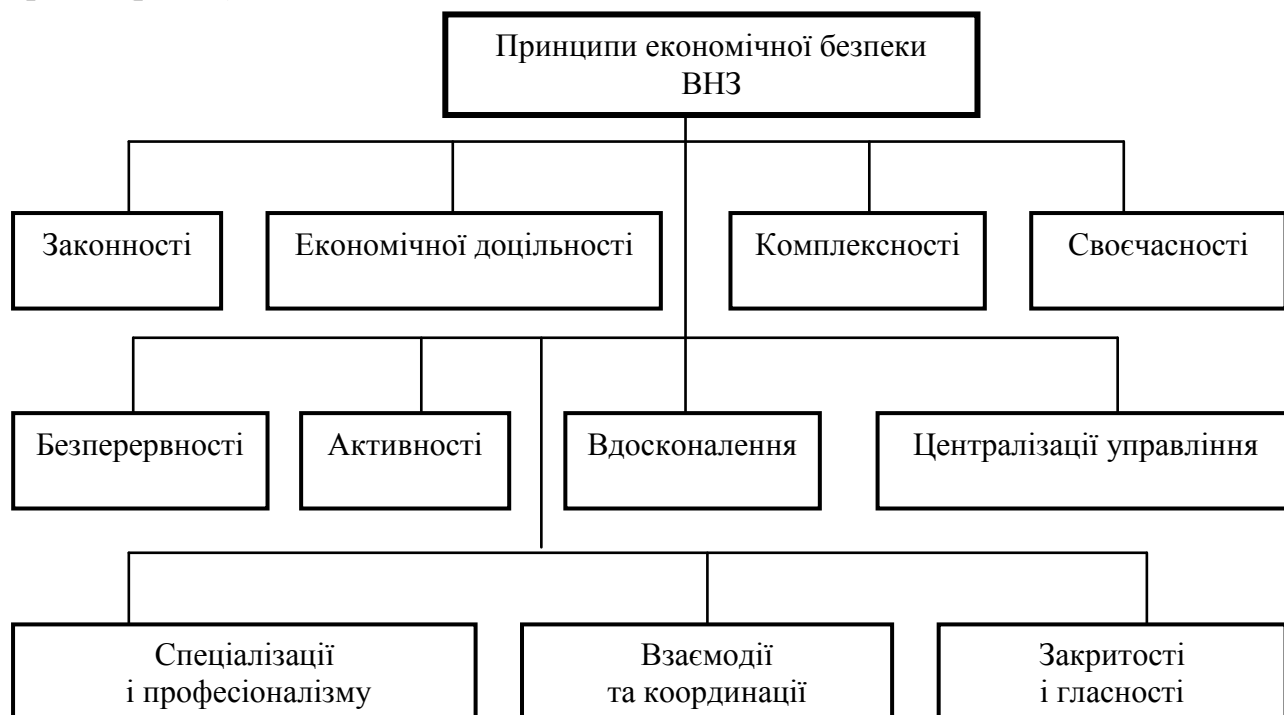 Принципи економічної безпеки
ВНЗ
Законності
Економічної доцільності
Комплексності
Своєчасності
Безперервності
Активності
Вдосконалення
Централізації управління
Спеціалізації
і професіоналізму
Взаємодії
та координації
Закритості
і гласності